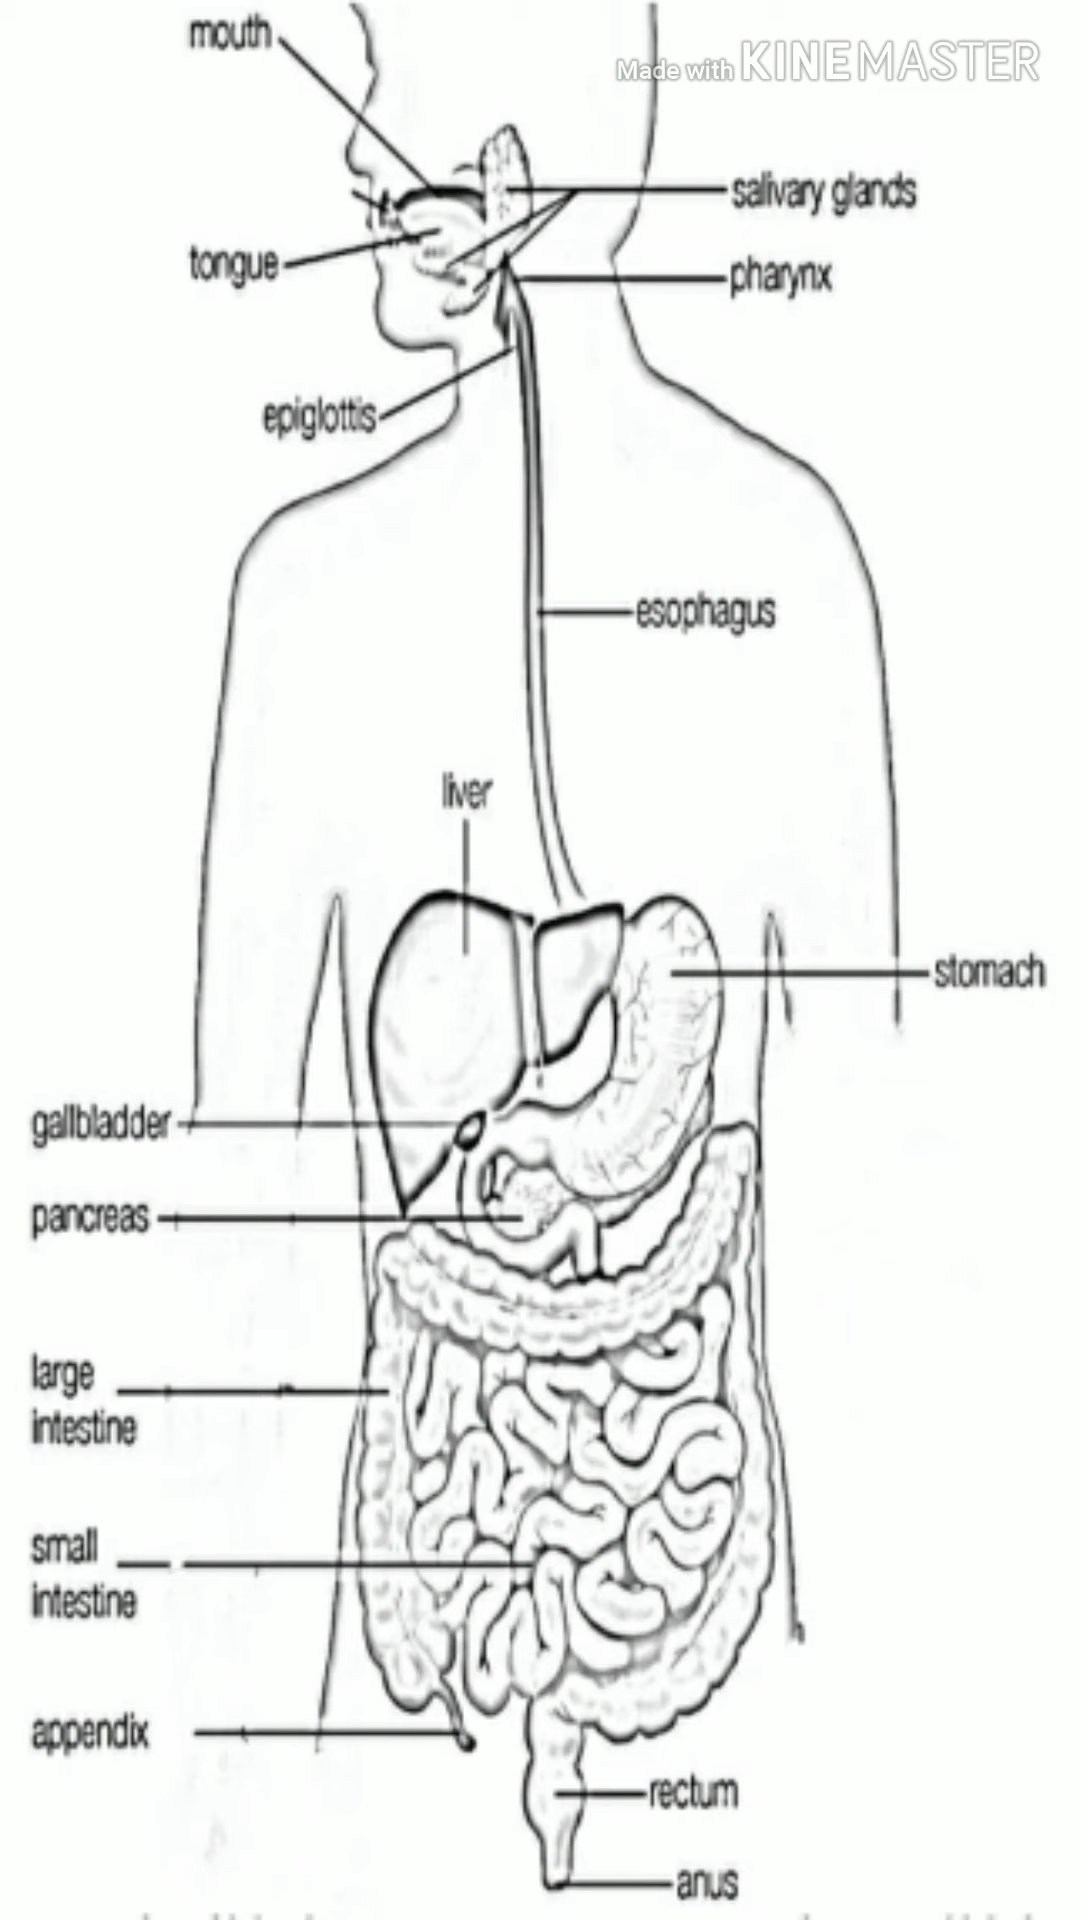 mouth
Made with KINEMASTER
salivary glands
tongue
pharynx
epiglottis
esophagus
liver
stomach
gallbladder
pancreas
large
intestine
small
intestine
appendix
rectum
anus